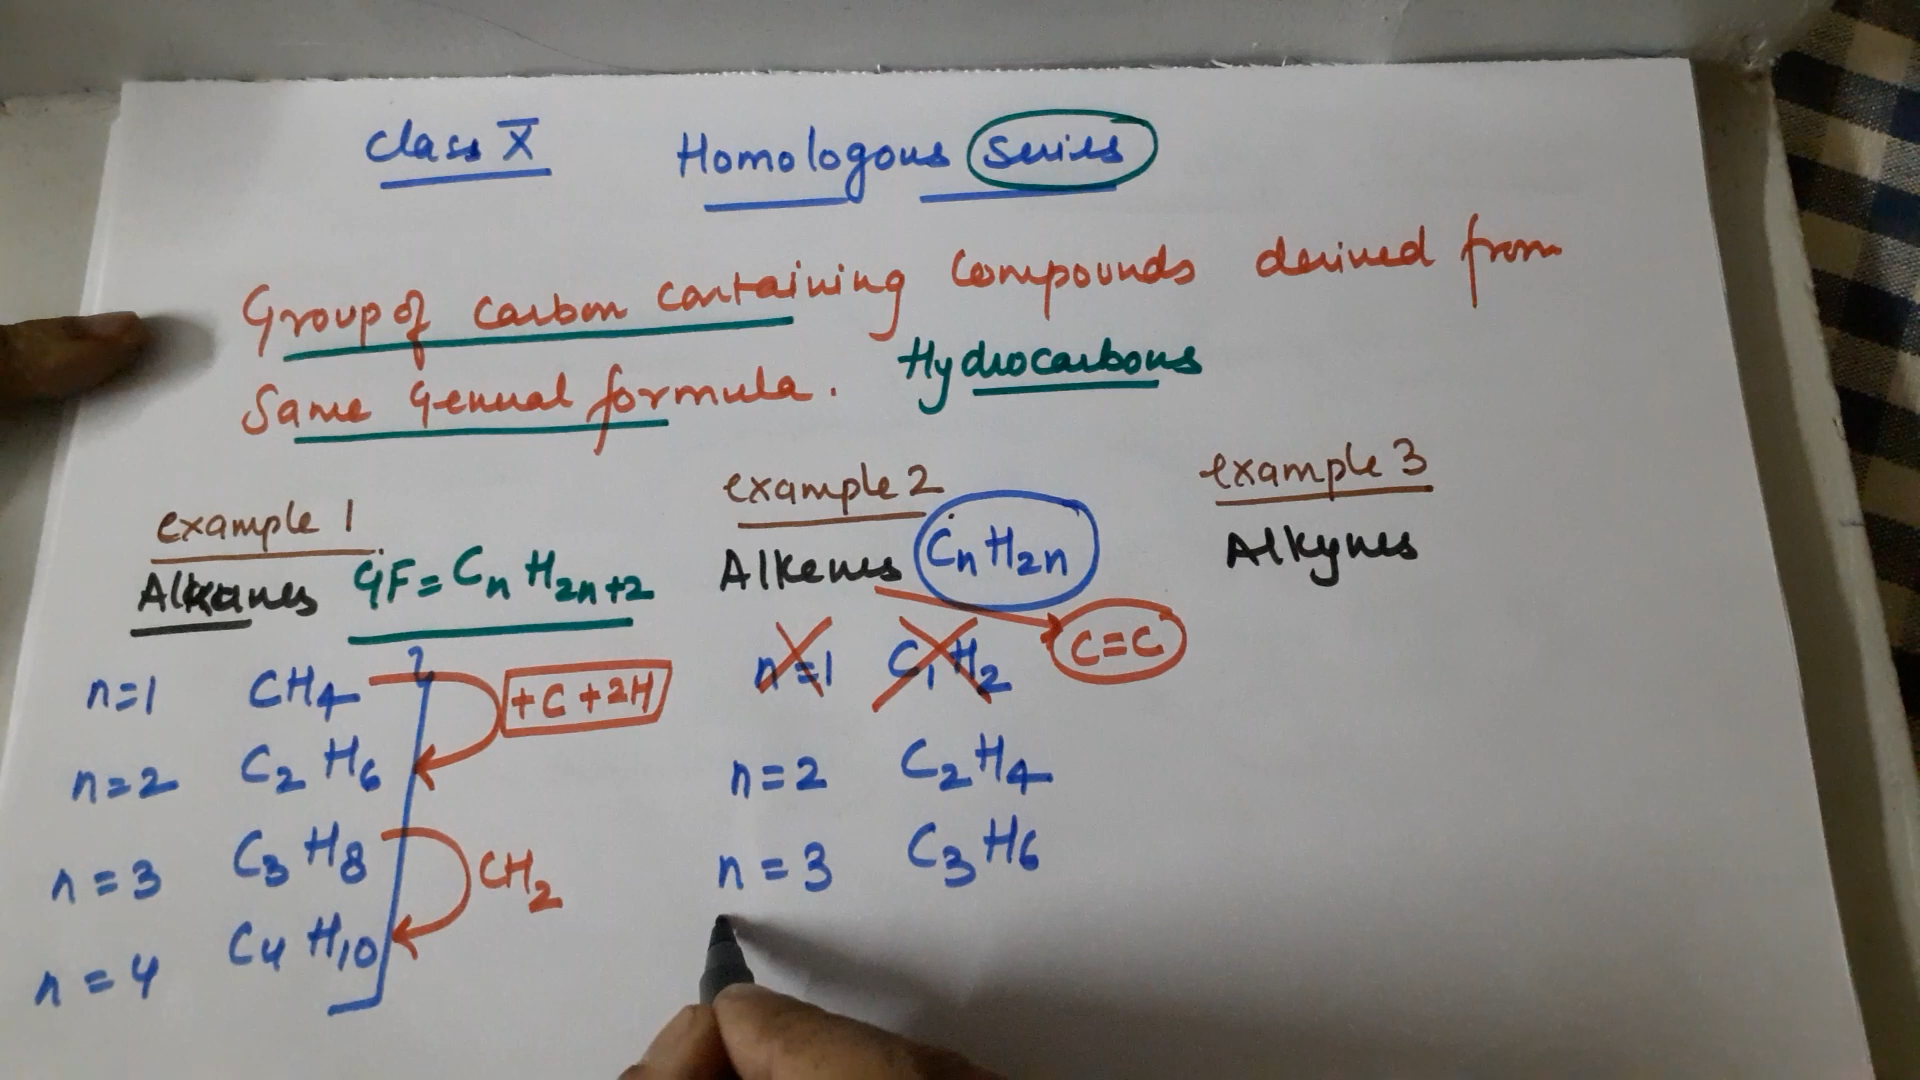 Class X Homologous Series
Group of carbon containing compounds derived from
Same General formula. Hydrocarbons
example 1
Alkanes GF = CnH2n+2
n=1 CH4
+C +2H
n=2 C2H6
n=3 C3H8
CH2
n=4 C4H10
example 2
Alkenes CnH2n
C=C
n=1 C1H2
n=2 C2H4
n=3 C3H6
example 3
Alkynes